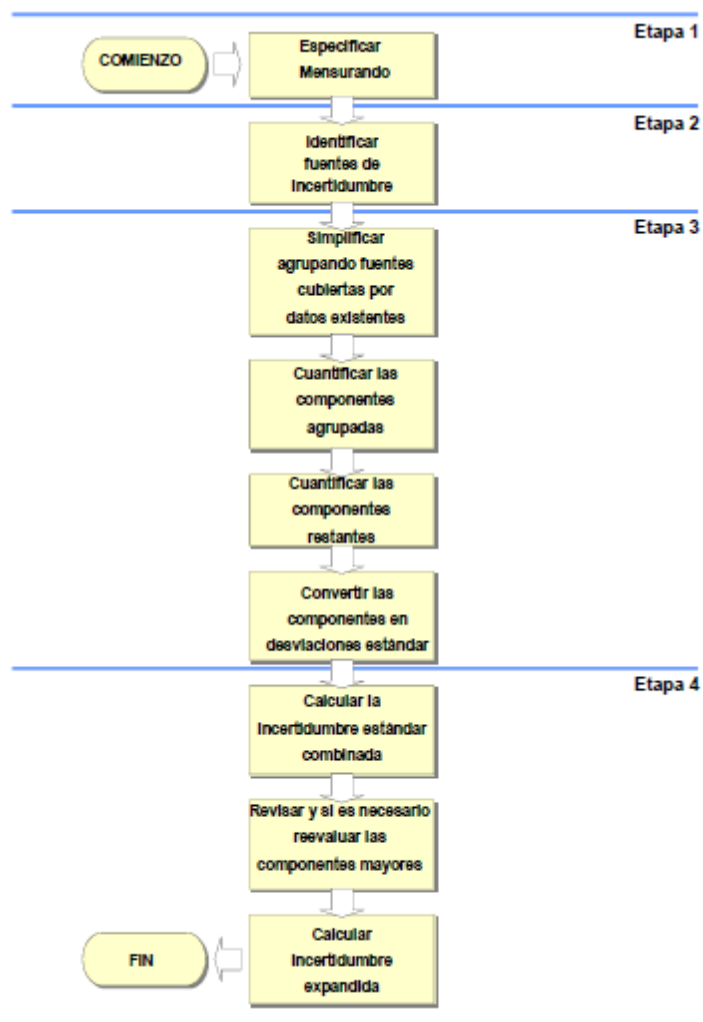 Etapa 1
COMIENZO
Especificar
Mensurando
Etapa 2
Identificar
fuentes de
Incertidumbre
Etapa 3
Simplificar
agrupando fuentes
cubiertas por
datos existentes
Cuantificar las
componentes
agrupadas
Cuantificar las
componentes
restantes
Convertir las
componentes en
desviaciones estándar
Etapa 4
Calcular la
Incertidumbre estándar
combinada
Revisar y si es necesario
reevaluar las
componentes mayores
Calcular
Incertidumbre
expandida
FIN